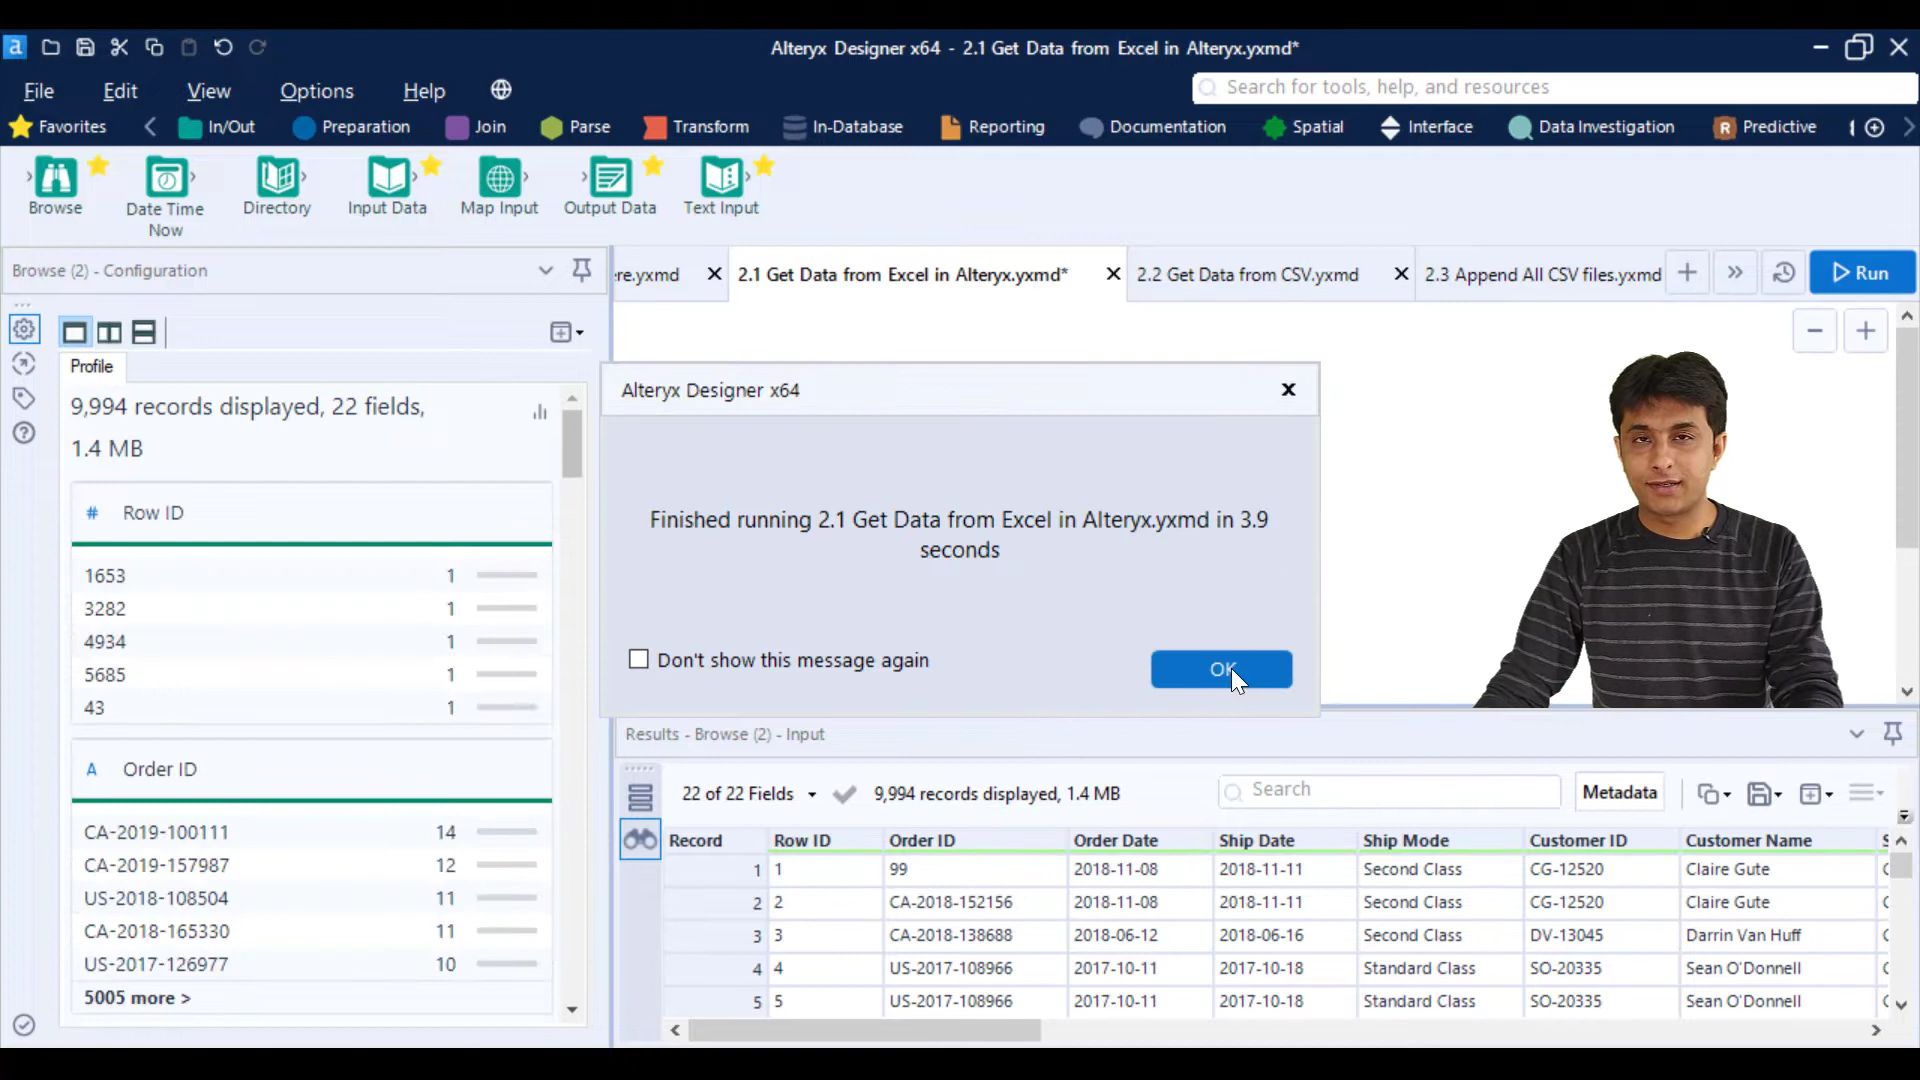 a
Alteryx Designer x64 - 2.1 Get Data from Excel in Alteryx.yxmd*
File Edit View Options Help
Search for tools, help, and resources
Favorites In/Out Preparation Join Parse Transform In-Database Reporting Documentation Spatial Interface Data Investigation R Predictive
Browse
Date Time
Now
Directory
Input Data
Map Input
Output Data
Text Input
Browse (2) - Configuration
ere.yxmd
2.1 Get Data from Excel in Alteryx.yxmd*
2.2 Get Data from CSV.yxmd
2.3 Append All CSV files.yxmd
Run
Profile
9,994 records displayed, 22 fields,
1.4 MB
# Row ID
1653 1
3282 1
4934 1
5685 1
43 1
A Order ID
CA-2019-100111 14
CA-2019-157987 12
US-2018-108504 11
CA-2018-165330 11
US-2017-126977 10
5005 more >
Alteryx Designer x64
Finished running 2.1 Get Data from Excel in Alteryx.yxmd in 3.9
seconds
Don't show this message again
OK
Results - Browse (2) - Input
22 of 22 Fields
9,994 records displayed, 1.4 MB
Search
Metadata
Record Row ID Order ID Order Date Ship Date Ship Mode Customer ID Customer Name
1 1 99 2018-11-08 2018-11-11 Second Class CG-12520 Claire Gute
2 2 CA-2018-152156 2018-11-08 2018-11-11 Second Class CG-12520 Claire Gute
3 3 CA-2018-138688 2018-06-12 2018-06-16 Second Class DV-13045 Darrin Van Huff
4 4 US-2017-108966 2017-10-11 2017-10-18 Standard Class SO-20335 Sean O'Donnell
5 5 US-2017-108966 2017-10-11 2017-10-18 Standard Class SO-20335 Sean O'Donnell